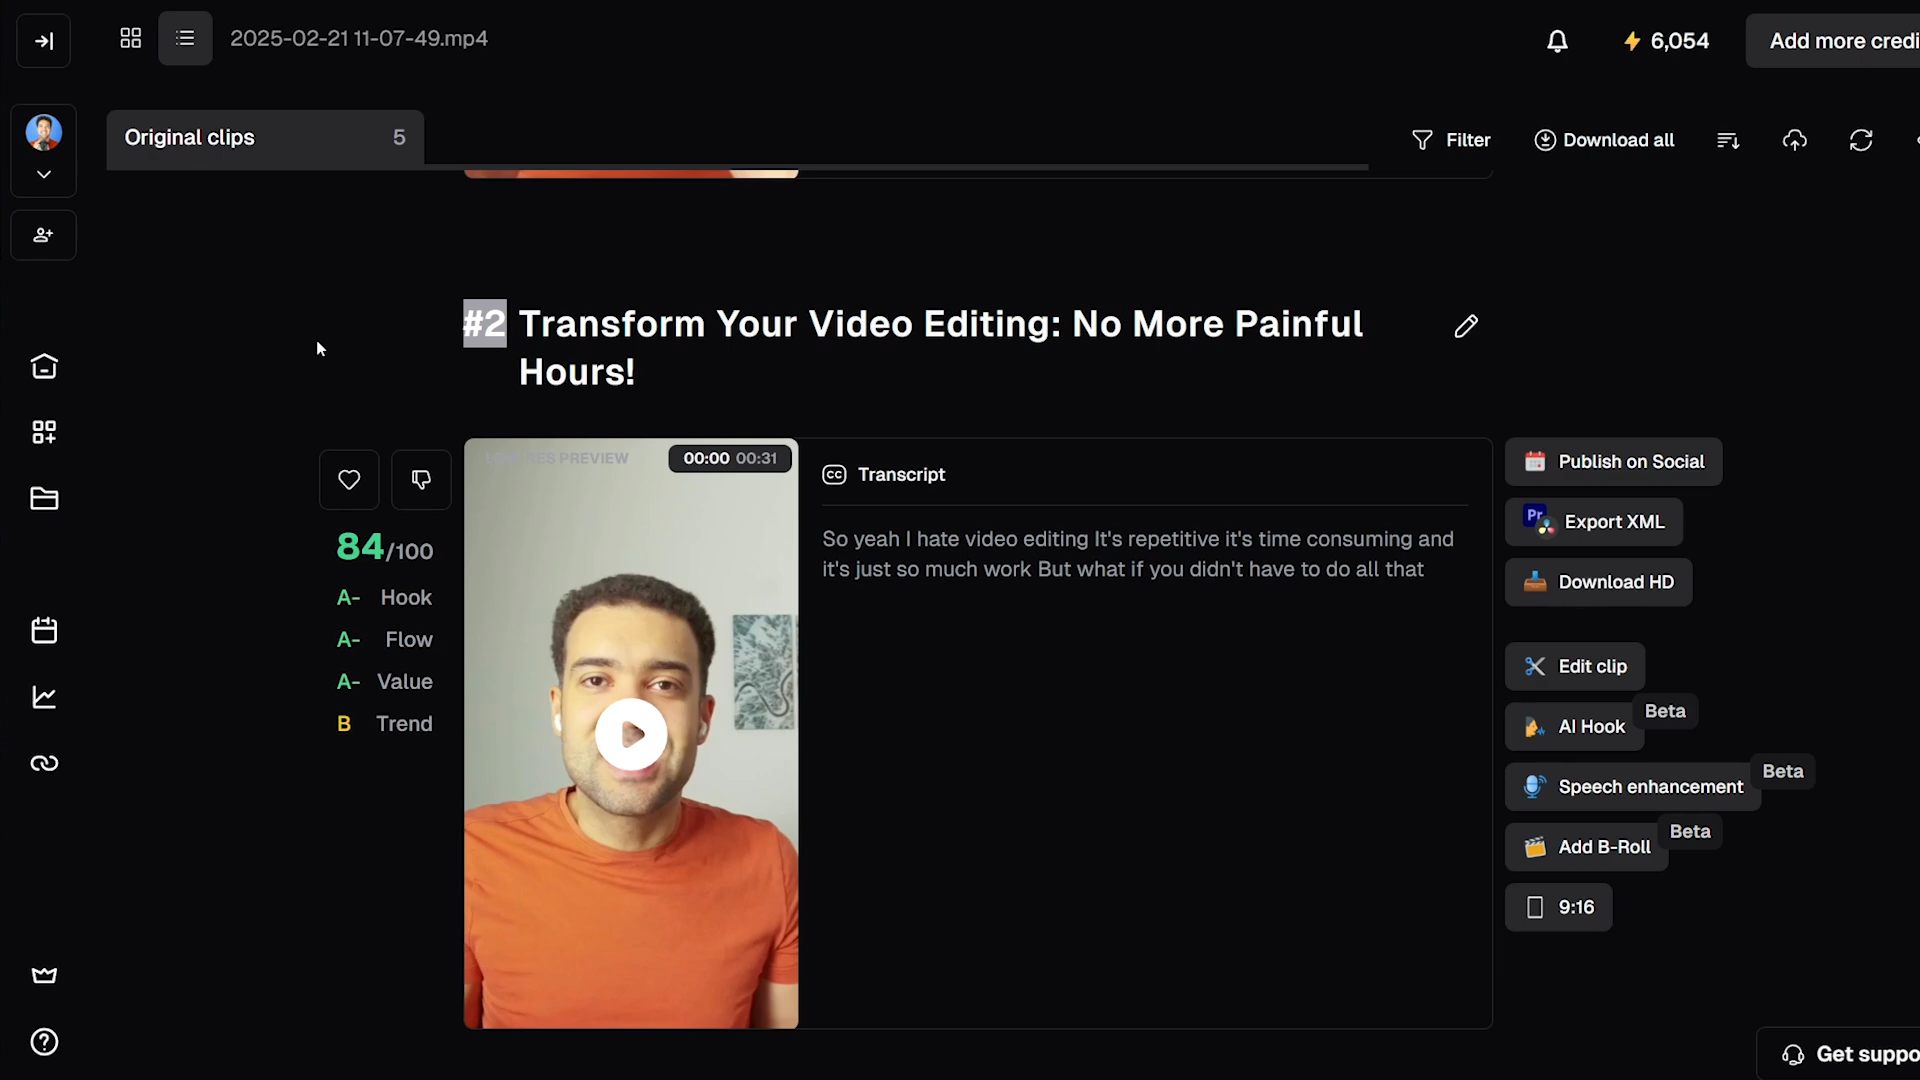 2025-02-21 11-07-49.mp4
6,054
Add more credi
Original clips 5
Filter
Download all
#2 Transform Your Video Editing: No More Painful
Hours!
PREVIEW
00:00 00:31
84/100
A- Hook
A- Flow
A- Value
B Trend
CC Transcript
So yeah I hate video editing It's repetitive it's time consuming and
it's just so much work But what if you didn't have to do all that
Publish on Social
Pr Export XML
Download HD
Edit clip
AI Hook Beta
Speech enhancement Beta
Add B-Roll Beta
9:16
Get suppo